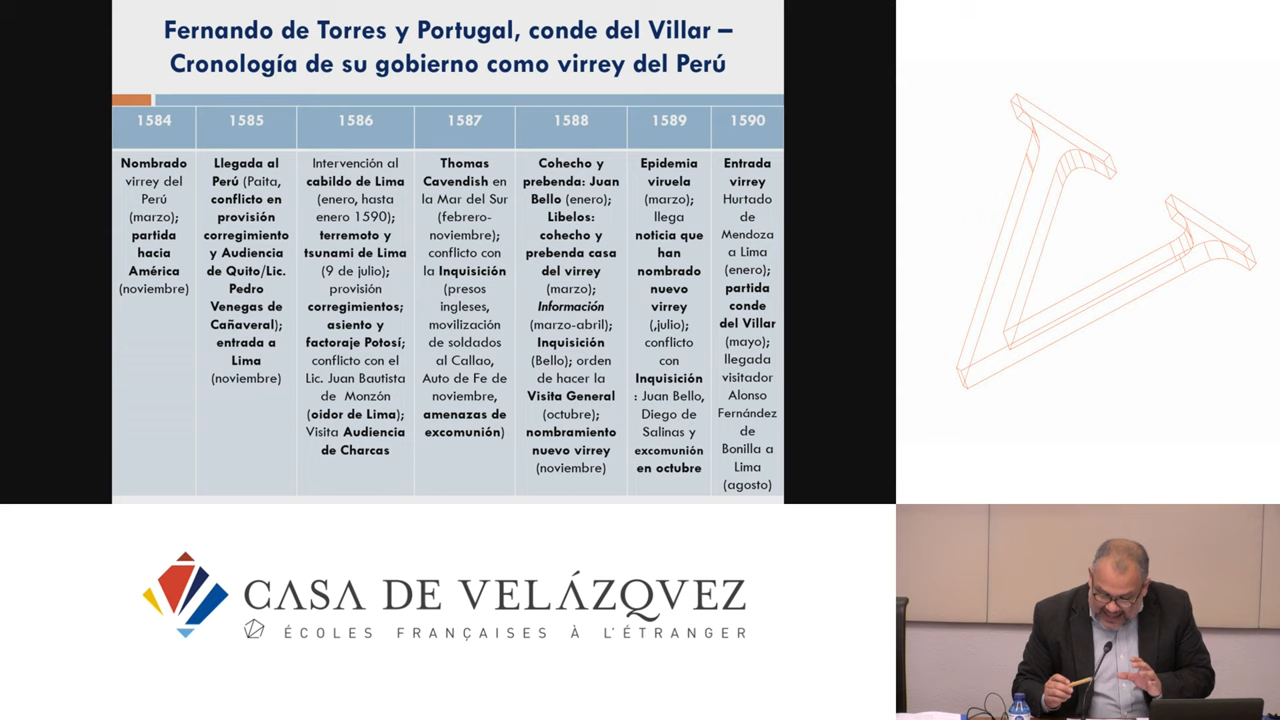 Fernando de Torres y Portugal, conde del Villar –
Cronología de su gobierno como virrey del Perú
1584
1585
1586
1587
1588
1589
1590
Nombrado
virrey del
Perú
(marzo);
partida
hacia
América
(noviembre)
Llegada al
Perú (Paita,
conflicto en
provisión
corregimiento
y Audiencia
de Quito/Lic.
Pedro
Venegas de
Cañaveral);
entrada a
Lima
(noviembre)
Intervención al
cabildo de Lima
(enero, hasta
enero 1590);
terremoto y
tsunami de Lima
(9 de julio);
provisión
corregimientos;
asiento y
factoraje Potosí;
conflicto con el
Lic. Juan Bautista
de Monzón
(oidor de Lima);
Visita Audiencia
de Charcas
Thomas
Cavendish en
la Mar del Sur
(febrero-
noviembre);
conflicto con
la Inquisición
(presos
ingleses,
movilización
de soldados
al Callao,
Auto de Fe de
noviembre,
amenazas de
excomunión)
Cohecho y
prebenda: Juan
Bello (enero);
Libelos:
cohecho y
prebenda casa
del virrey
(marzo);
Información
(marzo-abril);
Inquisición
(Bello); orden
de hacer la
Visita General
(octubre);
nombramiento
nuevo virrey
(noviembre)
Epidemia
viruela
(marzo);
llega
noticia que
han
nombrado
nuevo
virrey
(,julio);
conflicto
con
Inquisición
: Juan Bello,
Diego de
Salinas y
excomunión
en octubre
Entrada
virrey
Hurtado
de
Mendoza
a Lima
(enero);
partida
conde
del Villar
(mayo);
llegada
visitador
Alonso
Fernández
de
Bonilla a
Lima
(agosto)
CASA DE VELÁZQVEZ
ÉCOLES FRANÇAISES À L'ÉTRANGER